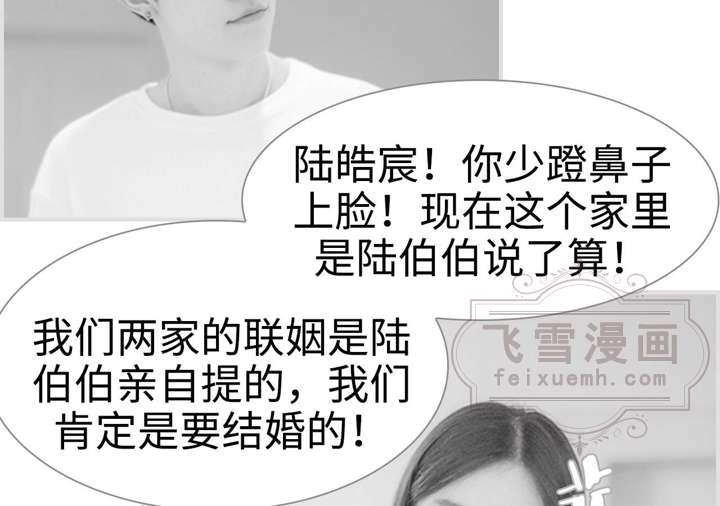 陆皓宸！你少蹬鼻子
上脸！现在这个家里
是陆伯伯说了算！
我们两家的联姻是陆
伯伯亲自提的，我们
肯定是要结婚的！
飞雪漫画
feixuemh.com